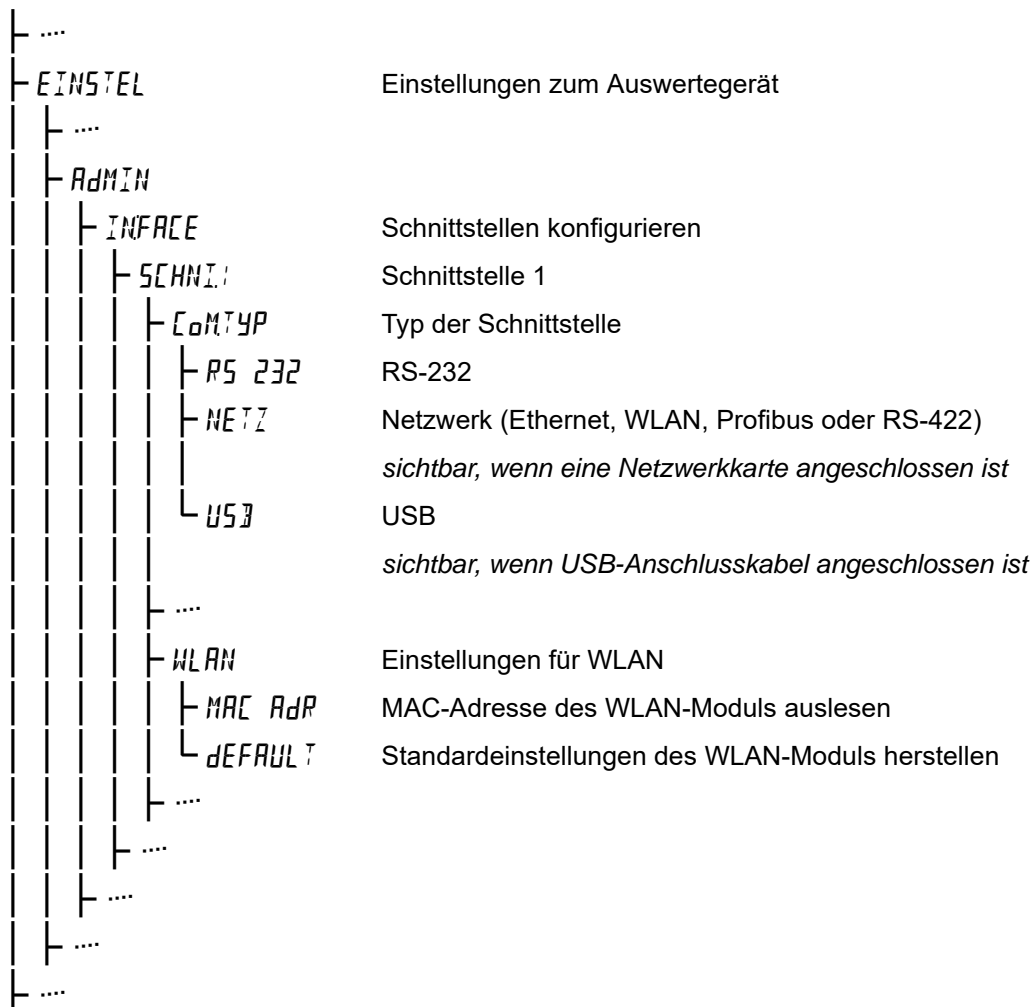 ....
EINSTEL Einstellungen zum Auswertegerät
....
AdMIN
IN.FACE Schnittstellen konfigurieren
SCHNI.1 Schnittstelle 1
CoM.TYP Typ der Schnittstelle
RS 232 RS-232
NETZ Netzwerk (Ethernet, WLAN, Profibus oder RS-422)
sichtbar, wenn eine Netzwerkkarte angeschlossen ist
USB USB
sichtbar, wenn USB-Anschlusskabel angeschlossen ist
....
WLAN Einstellungen für WLAN
MAC AdR MAC-Adresse des WLAN-Moduls auslesen
dEFAULT Standardeinstellungen des WLAN-Moduls herstellen
....
....
....
....
....